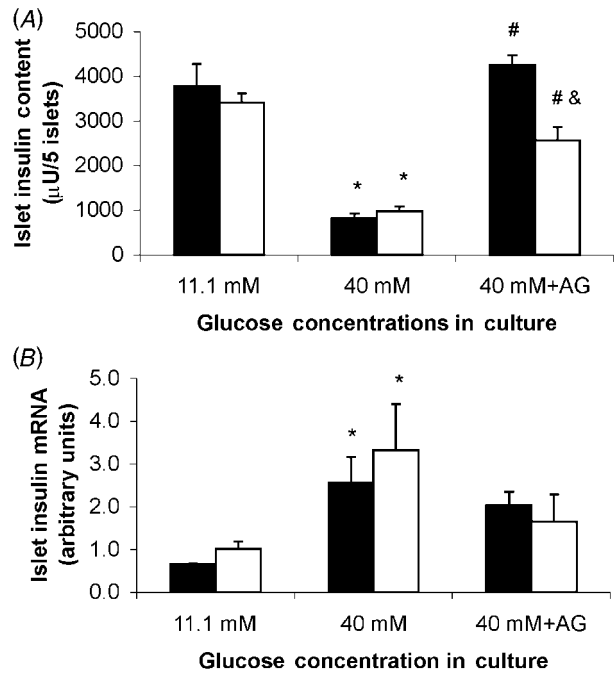 (A)
Islet insulin content
(μU/5 islets)
5000
4000
3000
2000
1000
0
#
# &
* *
11.1 mM 40 mM 40 mM+AG
Glucose concentrations in culture
(B)
Islet insulin mRNA
(arbitrary units)
5.0
4.0
3.0
2.0
1.0
0.0
*
*
11.1 mM 40 mM 40 mM+AG
Glucose concentration in culture